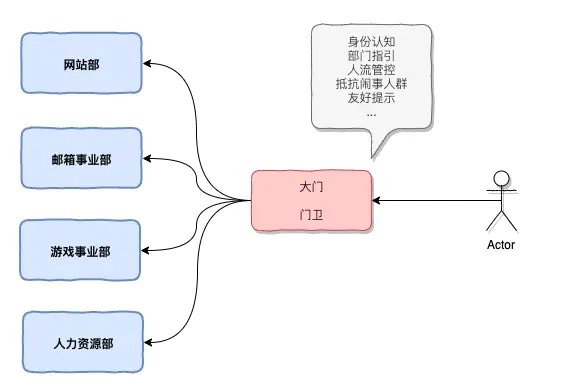 身份认知
部门指引
人流管控
抵抗闹事人群
友好提示
...
网站部
邮箱事业部
游戏事业部
人力资源部
大门
门卫
Actor